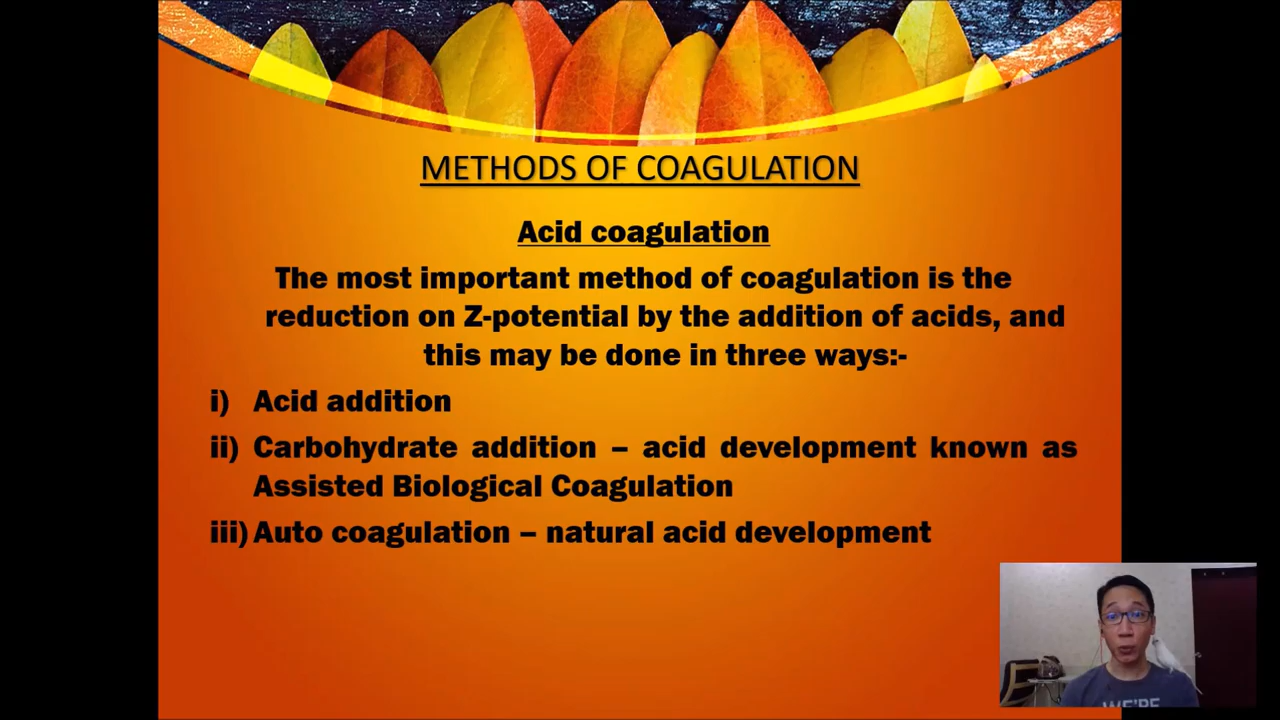 METHODS OF COAGULATION
Acid coagulation
The most important method of coagulation is the
reduction on Z-potential by the addition of acids, and
this may be done in three ways:-
i) Acid addition
ii) Carbohydrate addition – acid development known as
Assisted Biological Coagulation
iii) Auto coagulation – natural acid development
WE'RE